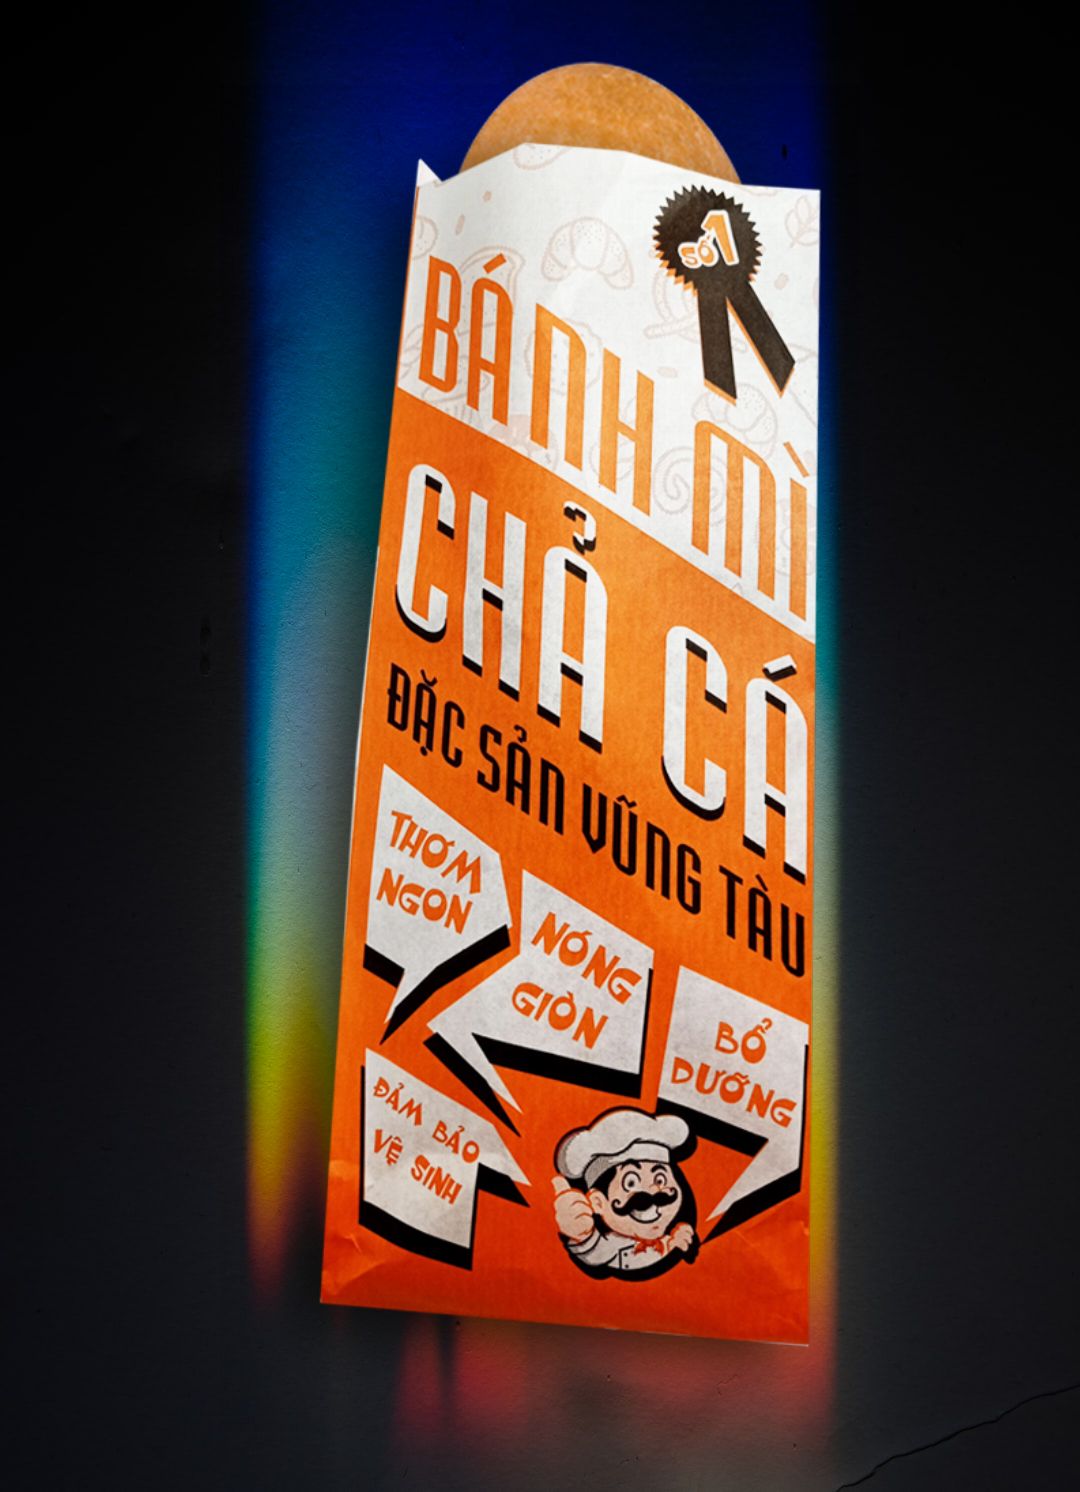 SỐ 1
BÁNH MÌ
CHẢ CÁ
ĐẶC SẢN VŨNG TÀU
THƠM
NGON
NÓNG
GIÒN
BỔ
DƯỠNG
ĐẢM BẢO
VỆ SINH